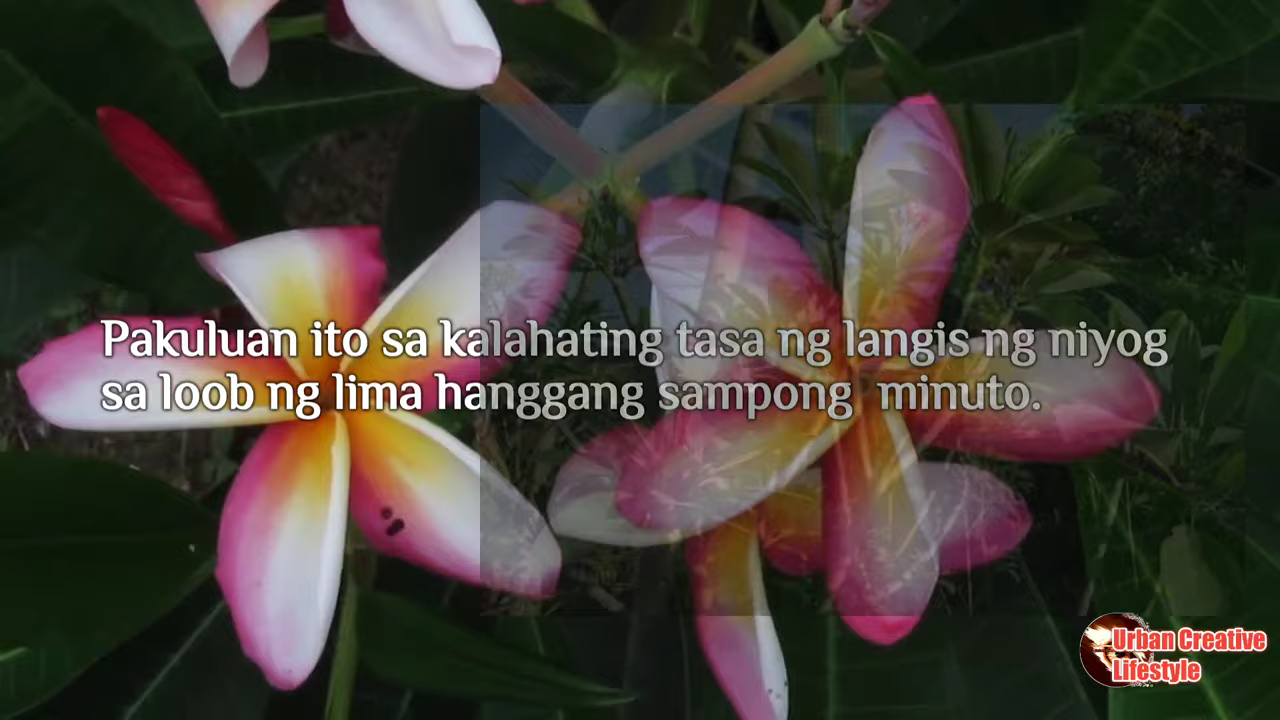 Pakuluan ito sa kalahating tasa ng langis ng niyog
sa loob ng lima hanggang sampong minuto.
Urban Creative
Lifestyle